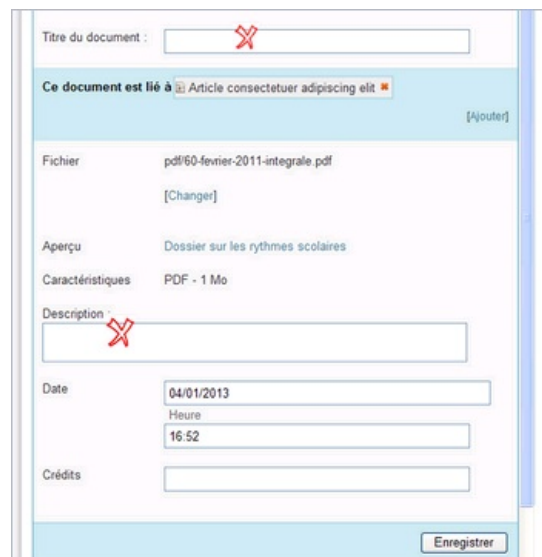 Titre du document :
Ce document est lié à Article consectetuer adipiscing elit
[Ajouter]
Fichier pdf/60-fevrier-2011-integrale.pdf
[Changer]
Aperçu Dossier sur les rythmes scolaires
Caractéristiques PDF - 1 Mo
Description :
Date 04/01/2013
Heure
16:52
Crédits
Enregistrer